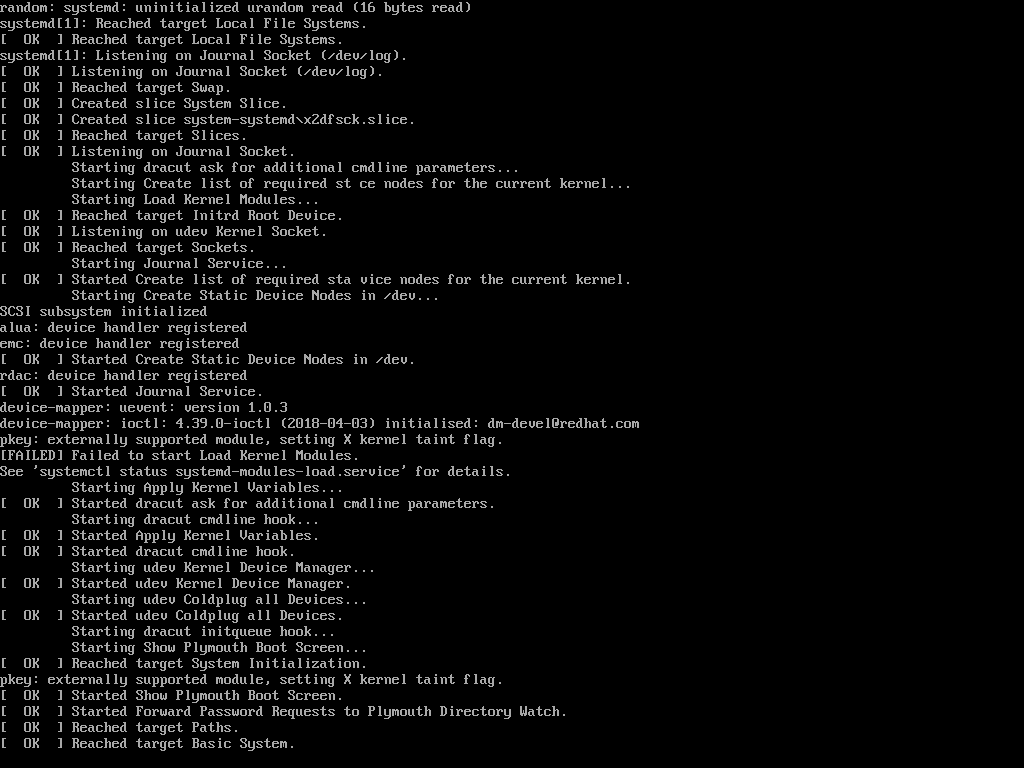 random: systemd: uninitialized urandom read (16 bytes read)
systemd[1]: Reached target Local File Systems.
[  OK  ] Reached target Local File Systems.
systemd[1]: Listening on Journal Socket (/dev/log).
[  OK  ] Listening on Journal Socket (/dev/log).
[  OK  ] Reached target Swap.
[  OK  ] Created slice System Slice.
[  OK  ] Created slice system-systemd\x2dfsck.slice.
[  OK  ] Reached target Slices.
[  OK  ] Listening on Journal Socket.
         Starting dracut ask for additional cmdline parameters...
         Starting Create list of required st ce nodes for the current kernel...
         Starting Load Kernel Modules...
[  OK  ] Reached target Initrd Root Device.
[  OK  ] Listening on udev Kernel Socket.
[  OK  ] Reached target Sockets.
         Starting Journal Service...
[  OK  ] Started Create list of required sta vice nodes for the current kernel.
         Starting Create Static Device Nodes in /dev...
SCSI subsystem initialized
alua: device handler registered
emc: device handler registered
[  OK  ] Started Create Static Device Nodes in /dev.
rdac: device handler registered
[  OK  ] Started Journal Service.
device-mapper: uevent: version 1.0.3
device-mapper: ioctl: 4.39.0-ioctl (2018-04-03) initialised: dm-devel@redhat.com
pkey: externally supported module, setting X kernel taint flag.
[FAILED] Failed to start Load Kernel Modules.
See 'systemctl status systemd-modules-load.service' for details.
         Starting Apply Kernel Variables...
[  OK  ] Started dracut ask for additional cmdline parameters.
         Starting dracut cmdline hook...
[  OK  ] Started Apply Kernel Variables.
[  OK  ] Started dracut cmdline hook.
         Starting udev Kernel Device Manager...
[  OK  ] Started udev Kernel Device Manager.
         Starting udev Coldplug all Devices...
[  OK  ] Started udev Coldplug all Devices.
         Starting dracut initqueue hook...
         Starting Show Plymouth Boot Screen...
[  OK  ] Reached target System Initialization.
pkey: externally supported module, setting X kernel taint flag.
[  OK  ] Started Show Plymouth Boot Screen.
[  OK  ] Started Forward Password Requests to Plymouth Directory Watch.
[  OK  ] Reached target Paths.
[  OK  ] Reached target Basic System.